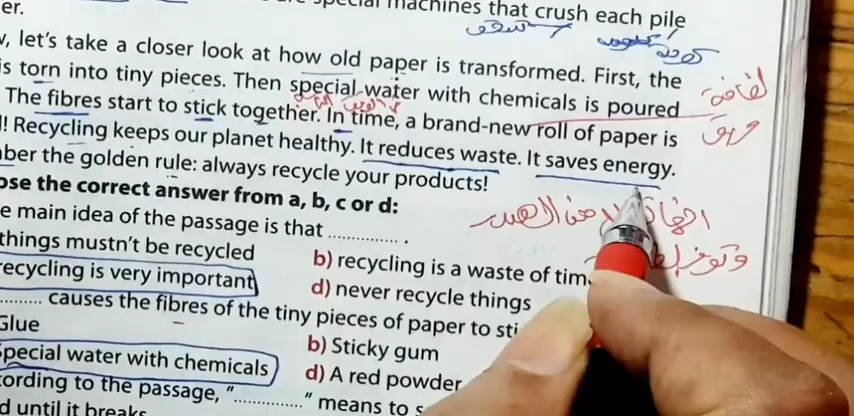 er.
special machines that crush each pile
let's take a closer look at how old paper is transformed. First, the
is torn into tiny pieces. Then special water with chemicals is poured
The fibres start to stick together. In time, a brand-new roll of paper is
! Recycling keeps our planet healthy. It reduces waste. It saves energy.
ber the golden rule: always recycle your products!
ose the correct answer from a, b, c or d:
e main idea of the passage is that .............. .
things mustn't be recycled
b) recycling is a waste of tim
recycling is very important
d) never recycle things
......... causes the fibres of the tiny pieces of paper to sti
Glue
b) Sticky gum
Special water with chemicals
d) A red powder
cording to the passage, "..............." means to s
d until it breaks